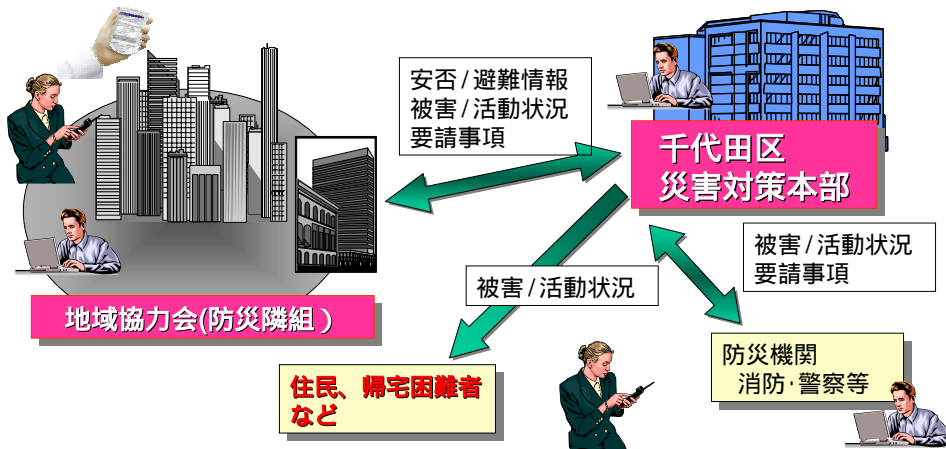 安否/避難情報
被害/活動状況
要請事項
千代田区
災害対策本部
被害/活動状況
要請事項
被害/活動状況
地域協力会(防災隣組)
住民、帰宅困難者
など
防災機関
消防･警察等